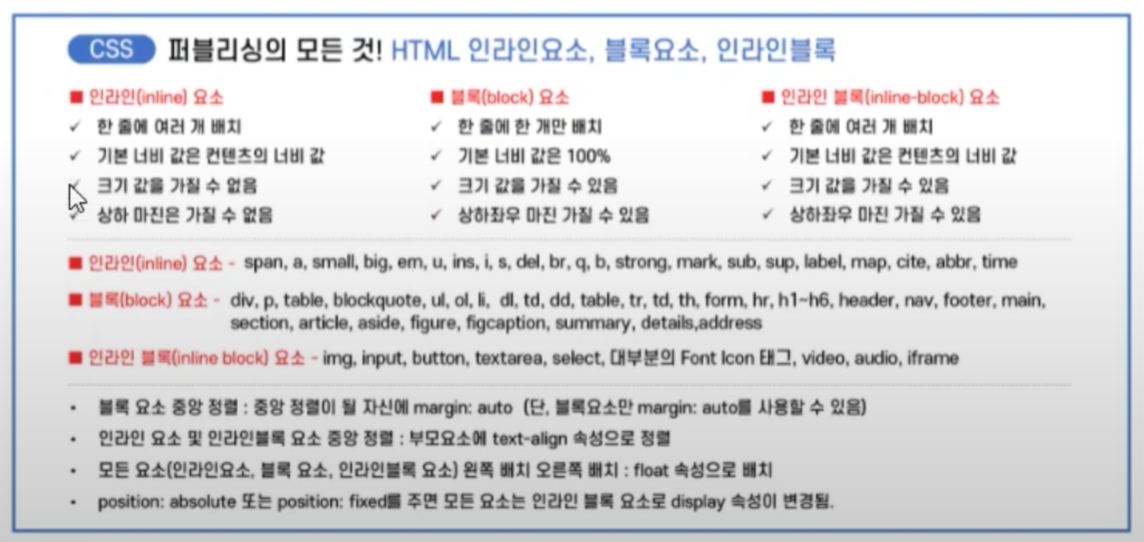 CSS 퍼블리싱의 모든 것! HTML 인라인요소, 블록요소, 인라인블록
■ 인라인(inline) 요소
✓ 한 줄에 여러 개 배치
✓ 기본 너비 값은 컨텐츠의 너비 값
✓ 크기 값을 가질 수 없음
✓ 상하 마진은 가질 수 없음
■ 블록(block) 요소
✓ 한 줄에 한 개만 배치
✓ 기본 너비 값은 100%
✓ 크기 값을 가질 수 있음
✓ 상하좌우 마진 가질 수 있음
■ 인라인 블록(inline-block) 요소
✓ 한 줄에 여러 개 배치
✓ 기본 너비 값은 컨텐츠의 너비 값
✓ 크기 값을 가질 수 있음
✓ 상하좌우 마진 가질 수 있음
■ 인라인(inline) 요소 - span, a, small, big, em, u, ins, i, s, del, br, q, b, strong, mark, sub, sup, label, map, cite, abbr, time
■ 블록(block) 요소 - div, p, table, blockquote, ul, ol, li, dl, td, dd, table, tr, td, th, form, hr, h1~h6, header, nav, footer, main,
section, article, aside, figure, figcaption, summary, details,address
■ 인라인 블록(inline block) 요소 - img, input, button, textarea, select, 대부분의 Font Icon 태그, video, audio, iframe
• 블록 요소 중앙 정렬 : 중앙 정렬이 될 자신에 margin: auto (단, 블록요소만 margin: auto를 사용할 수 있음)
• 인라인 요소 및 인라인블록 요소 중앙 정렬 : 부모요소에 text-align 속성으로 정렬
• 모든 요소(인라인요소, 블록 요소, 인라인블록 요소) 왼쪽 배치 오른쪽 배치 : float 속성으로 배치
• position: absolute 또는 position: fixed를 주면 모든 요소는 인라인 블록 요소로 display 속성이 변경됨.